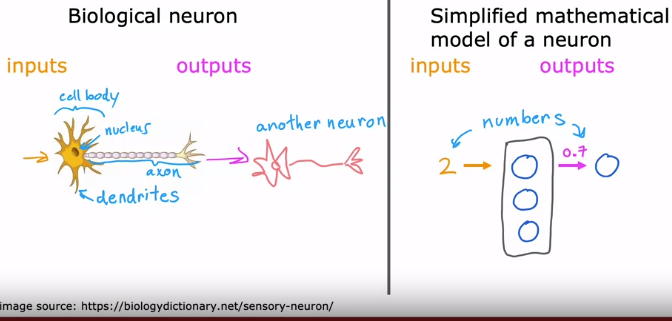 Biological neuron
inputs
outputs
cell body
nucleus
another neuron
axon
dendrites
Simplified mathematical
model of a neuron
inputs
outputs
numbers
2
0.7
image source: https://biologydictionary.net/sensory-neuron/